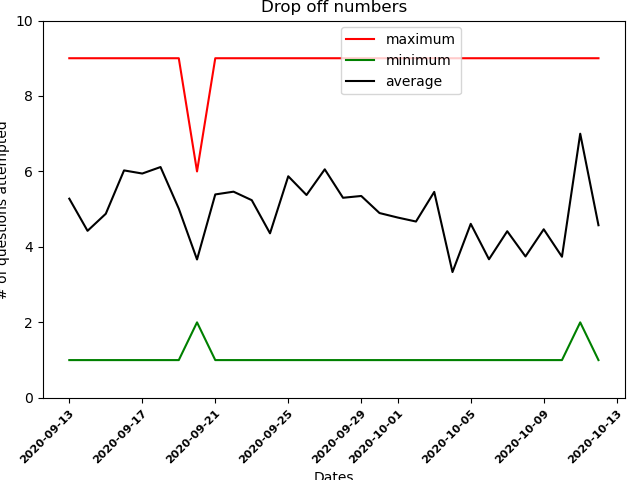 Drop off numbers
maximum
minimum
average
# of questions attempted
10
8
6
4
2
0
2020-09-13
2020-09-17
2020-09-21
2020-09-25
2020-09-29
2020-10-01
2020-10-05
2020-10-09
2020-10-13
Dates